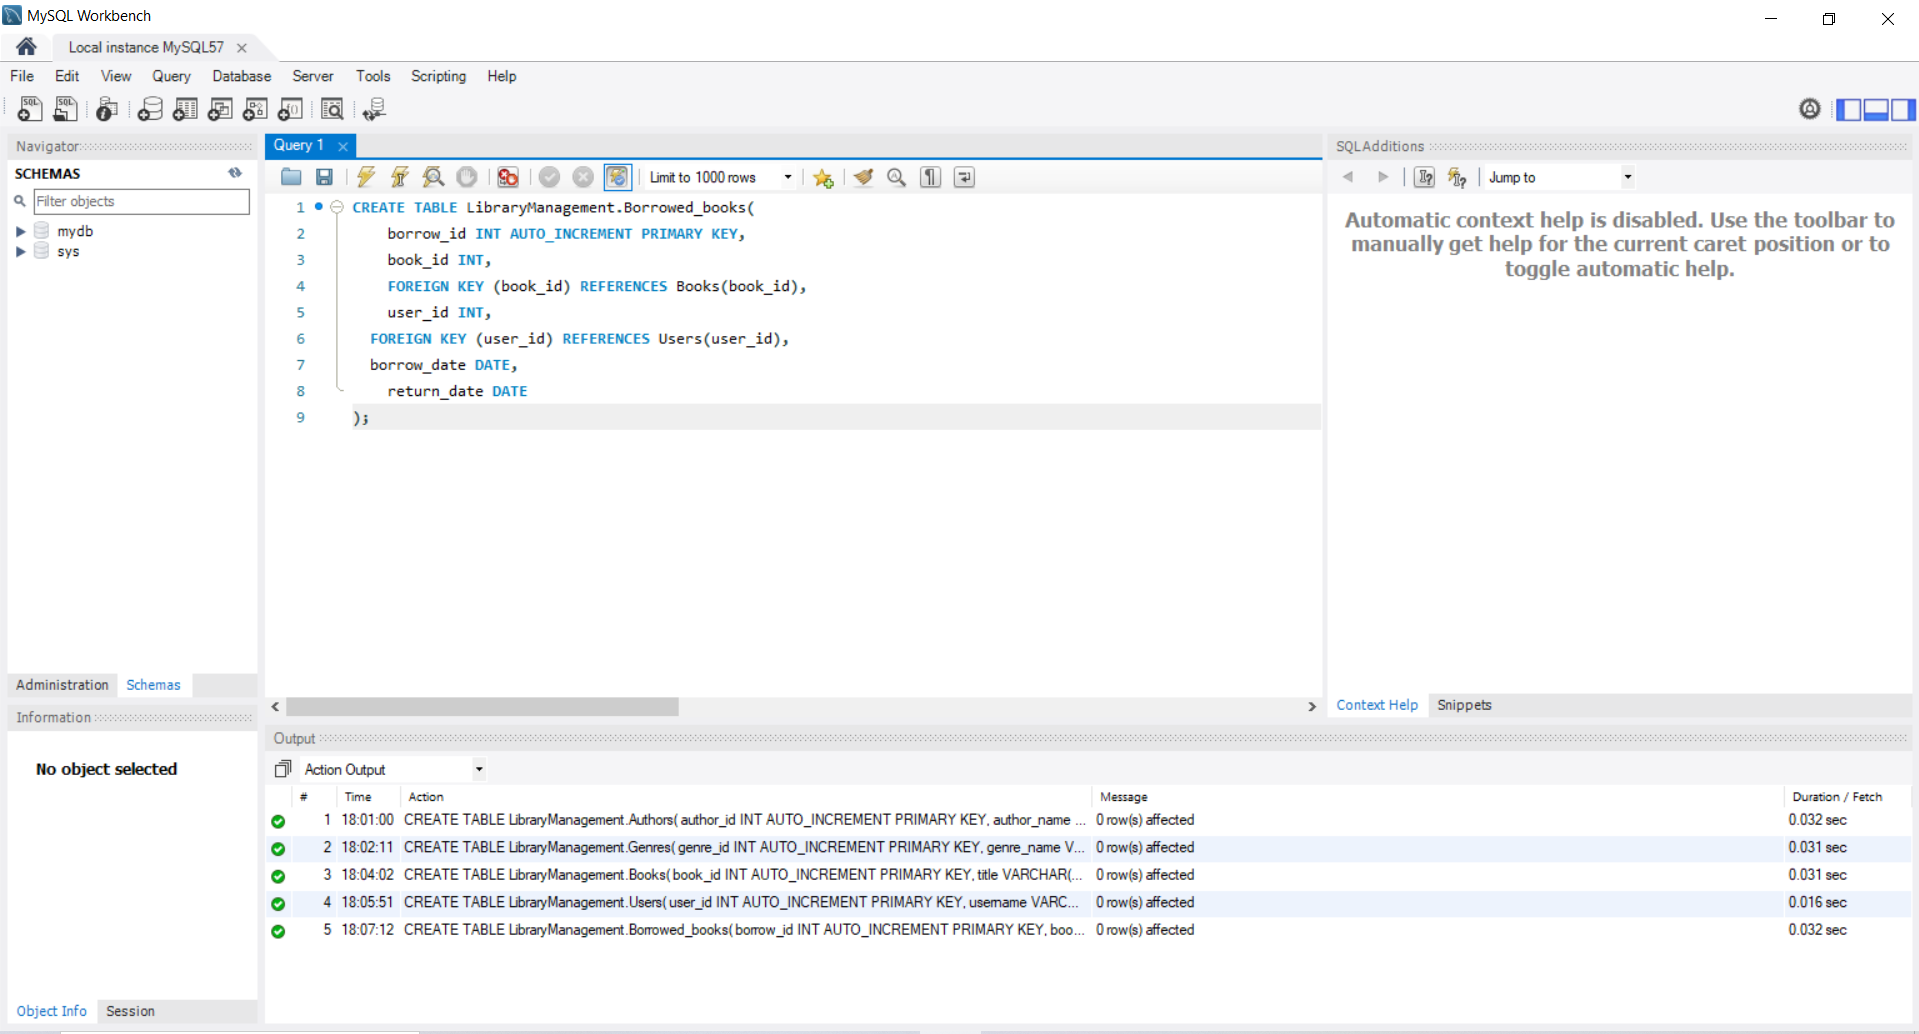 MySQL Workbench
Local instance MySQL57
File Edit View Query Database Server Tools Scripting Help
Navigator
SCHEMAS
Filter objects
mydb
sys
Administration Schemas
Information
No object selected
Object Info Session
Query 1
Limit to 1000 rows
1 CREATE TABLE LibraryManagement.Borrowed_books(
2 borrow_id INT AUTO_INCREMENT PRIMARY KEY,
3 book_id INT,
4 FOREIGN KEY (book_id) REFERENCES Books(book_id),
5 user_id INT,
6 FOREIGN KEY (user_id) REFERENCES Users(user_id),
7 borrow_date DATE,
8 return_date DATE
9 );
SQLAdditions
Jump to
Automatic context help is disabled. Use the toolbar to
manually get help for the current caret position or to
toggle automatic help.
Context Help Snippets
Output
Action Output
# Time Action Message Duration / Fetch
1 18:01:00 CREATE TABLE LibraryManagement.Authors( author_id INT AUTO_INCREMENT PRIMARY KEY, author_name ... 0 row(s) affected 0.032 sec
2 18:02:11 CREATE TABLE LibraryManagement.Genres( genre_id INT AUTO_INCREMENT PRIMARY KEY, genre_name V... 0 row(s) affected 0.031 sec
3 18:04:02 CREATE TABLE LibraryManagement.Books( book_id INT AUTO_INCREMENT PRIMARY KEY, title VARCHAR(... 0 row(s) affected 0.031 sec
4 18:05:51 CREATE TABLE LibraryManagement.Users( user_id INT AUTO_INCREMENT PRIMARY KEY, username VARC... 0 row(s) affected 0.016 sec
5 18:07:12 CREATE TABLE LibraryManagement.Borrowed_books( borrow_id INT AUTO_INCREMENT PRIMARY KEY, boo... 0 row(s) affected 0.032 sec